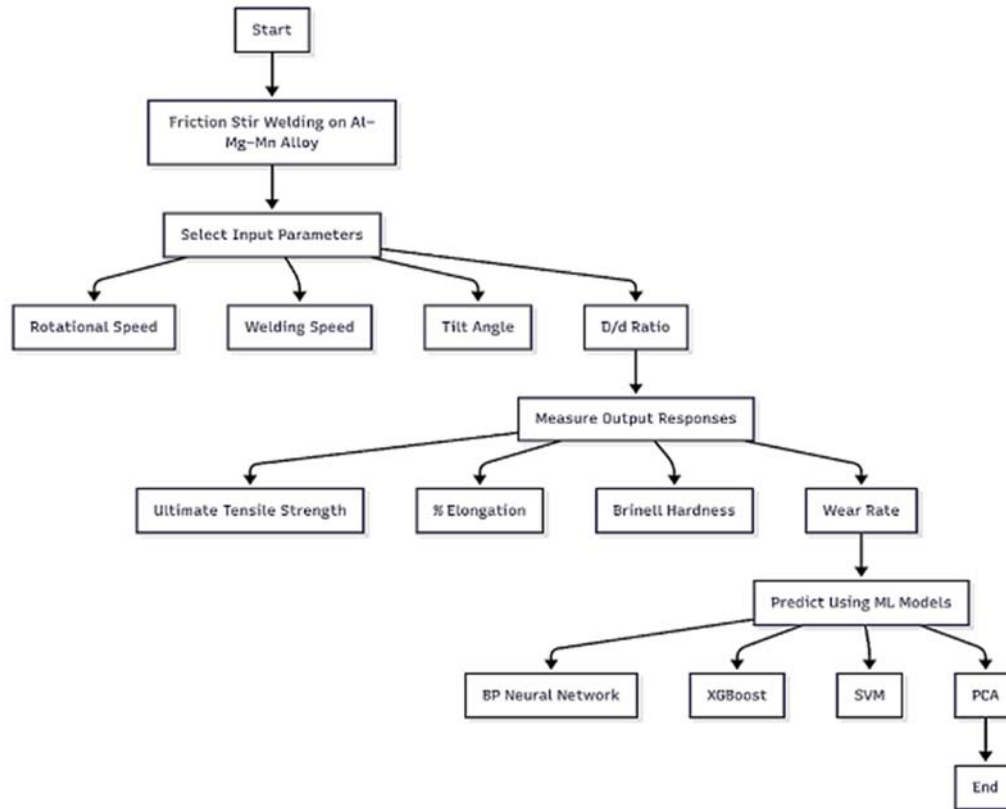 Start
Friction Stir Welding on Al–
Mg–Mn Alloy
Select Input Parameters
Rotational Speed
Welding Speed
Tilt Angle
D/d Ratio
Measure Output Responses
Ultimate Tensile Strength
% Elongation
Brinell Hardness
Wear Rate
Predict Using ML Models
BP Neural Network
XGBoost
SVM
PCA
End